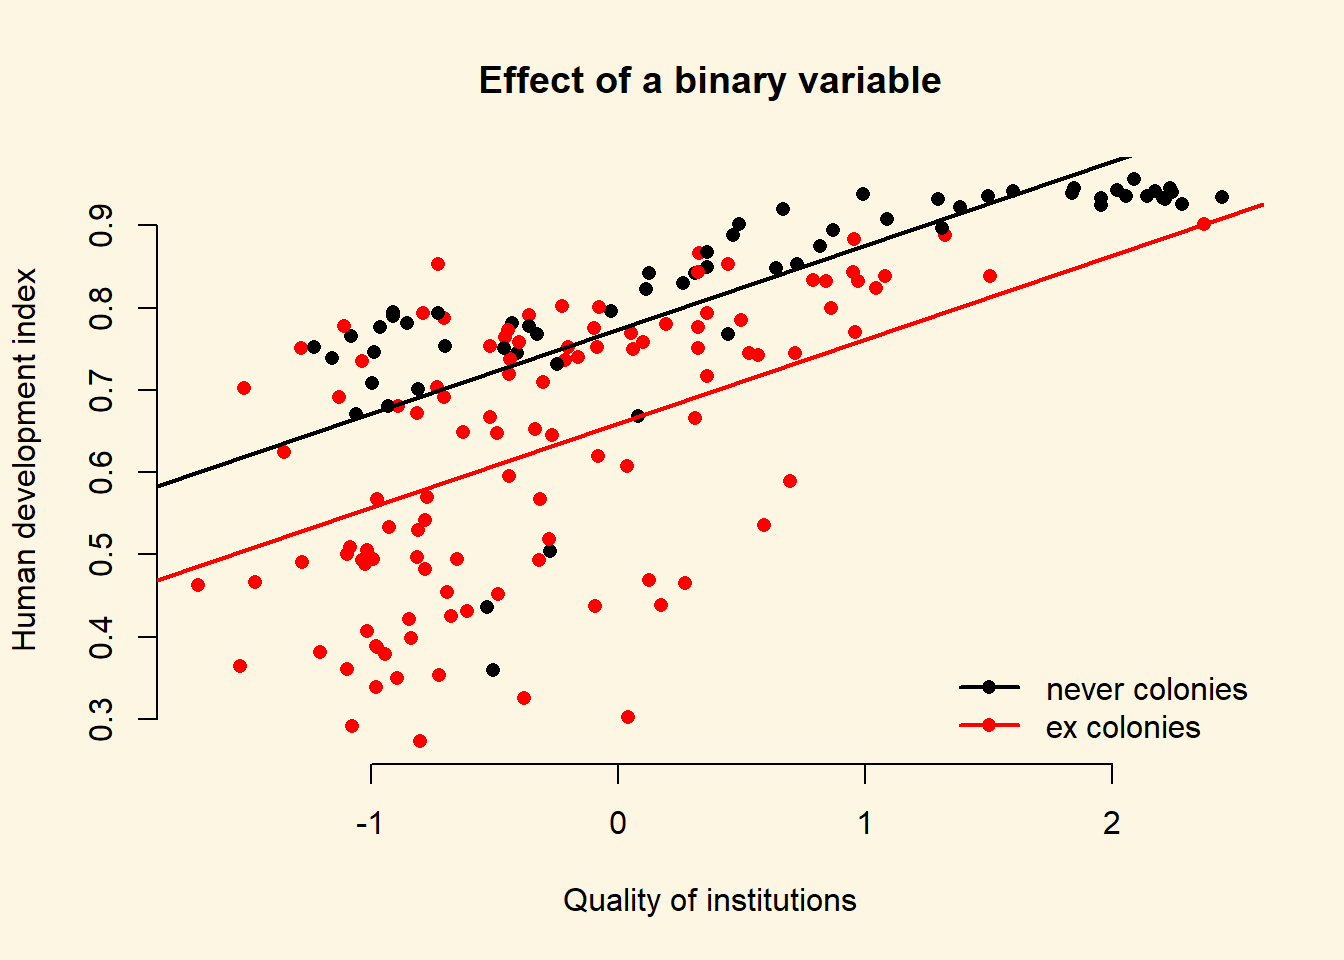 Effect of a binary variable
Human development index
0.9
0.8
0.7
0.6
0.5
0.4
0.3
never colonies
ex colonies
-1 0 1 2
Quality of institutions